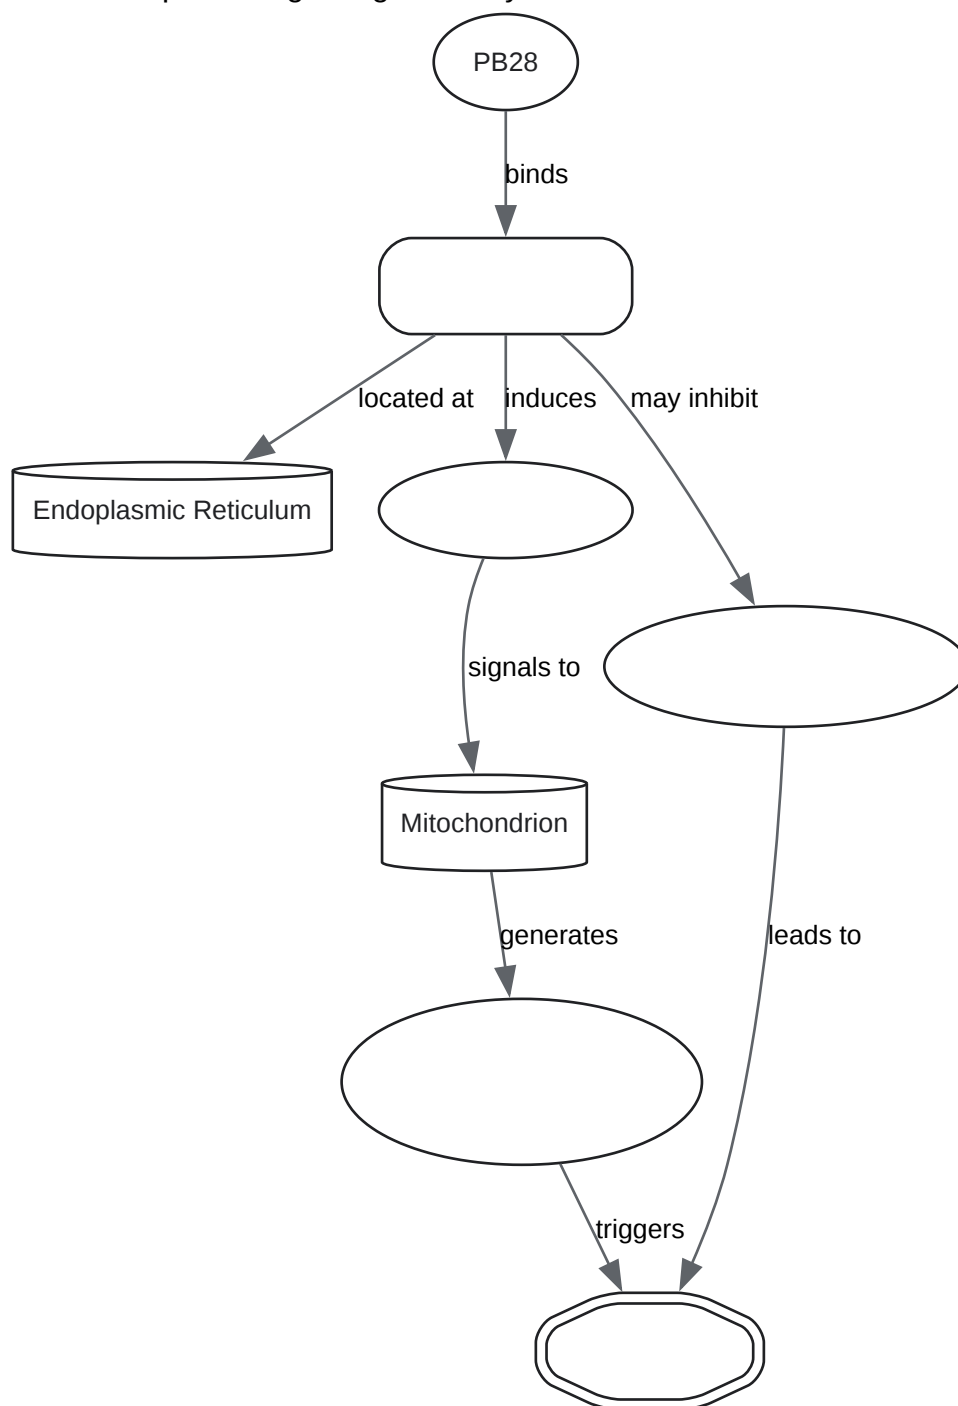 PB28
binds
located at
induces
may inhibit
Endoplasmic Reticulum
signals to
Mitochondrion
generates
leads to
triggers